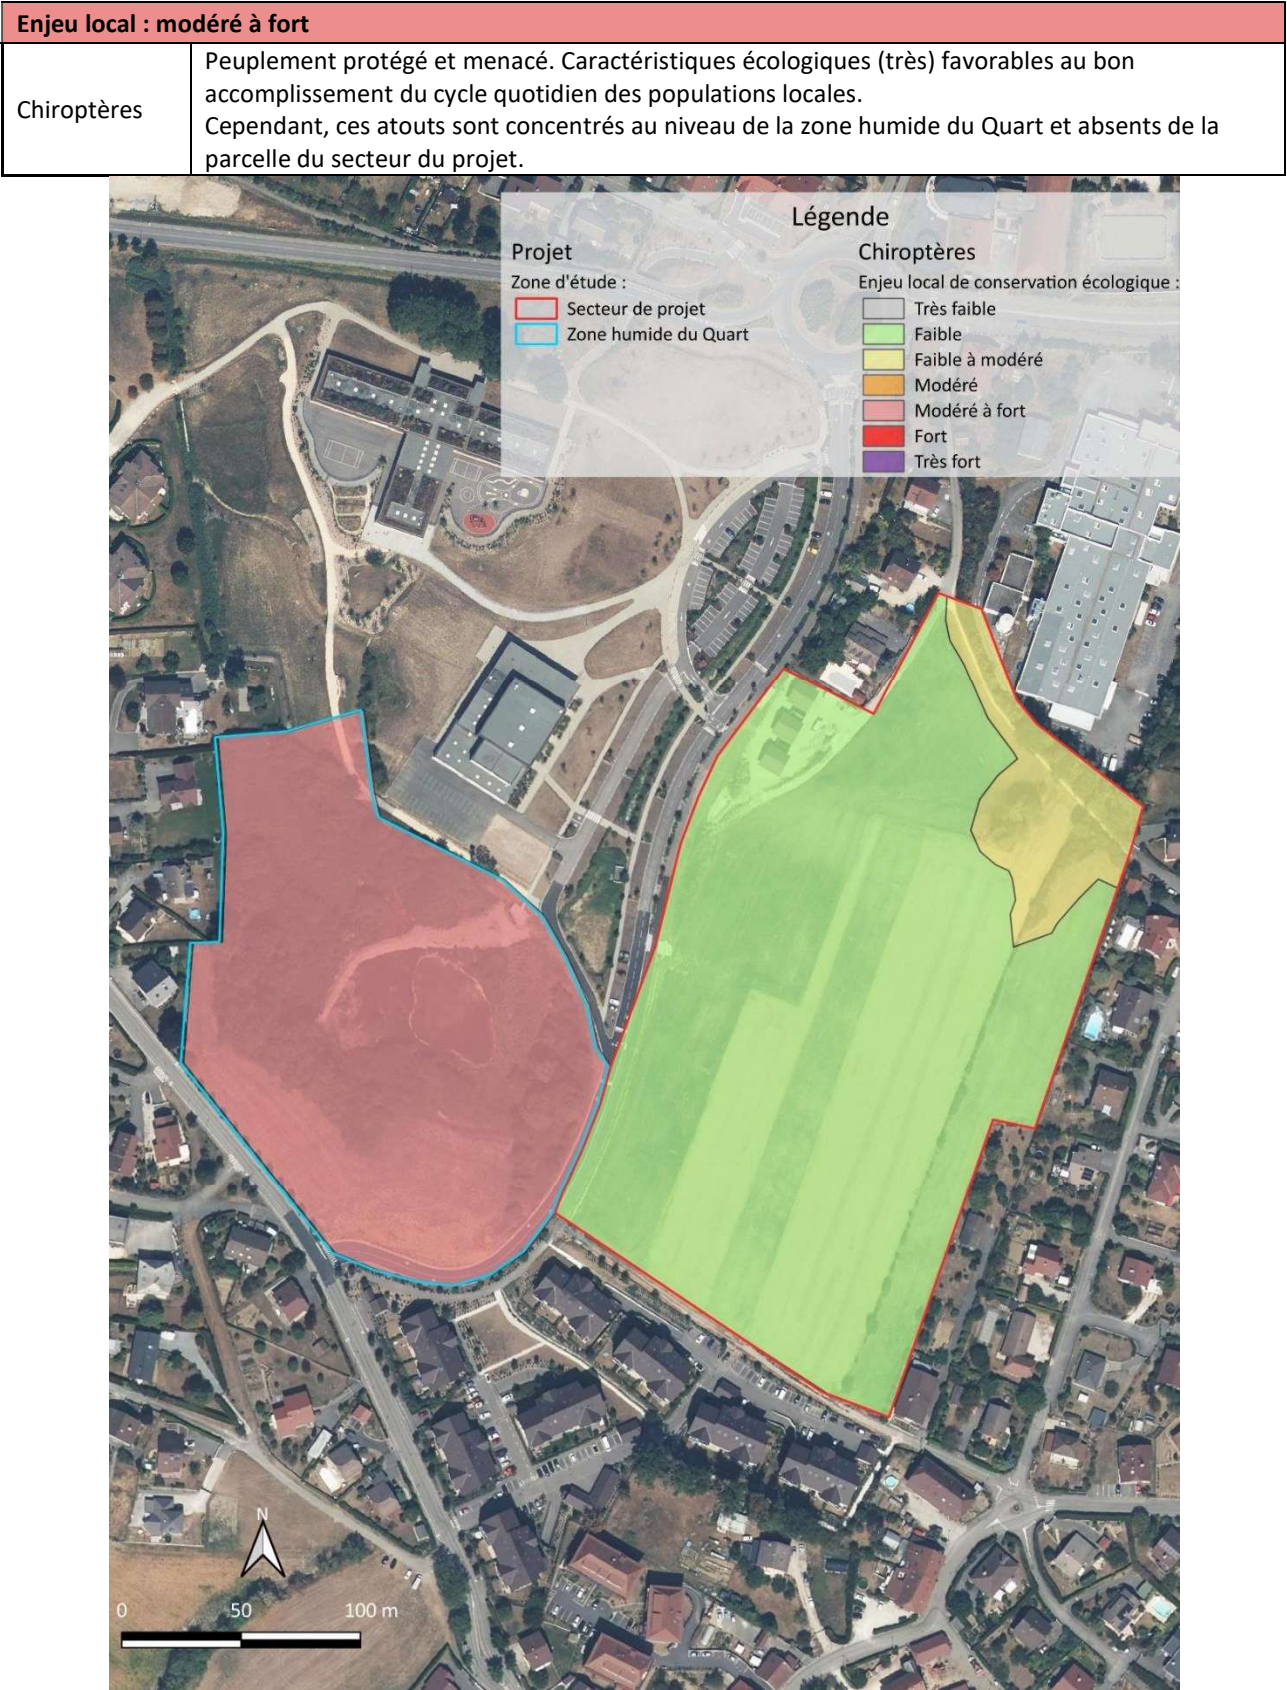 Enjeu local : modéré à fort
Chiroptères
Peuplement protégé et menacé. Caractéristiques écologiques (très) favorables au bon
accomplissement du cycle quotidien des populations locales.
Cependant, ces atouts sont concentrés au niveau de la zone humide du Quart et absents de la
parcelle du secteur du projet.
Légende
Projet
Zone d'étude :
Secteur de projet
Zone humide du Quart
Chiroptères
Enjeu local de conservation écologique :
Très faible
Faible
Faible à modéré
Modéré
Modéré à fort
Fort
Très fort
N
0 50 100 m